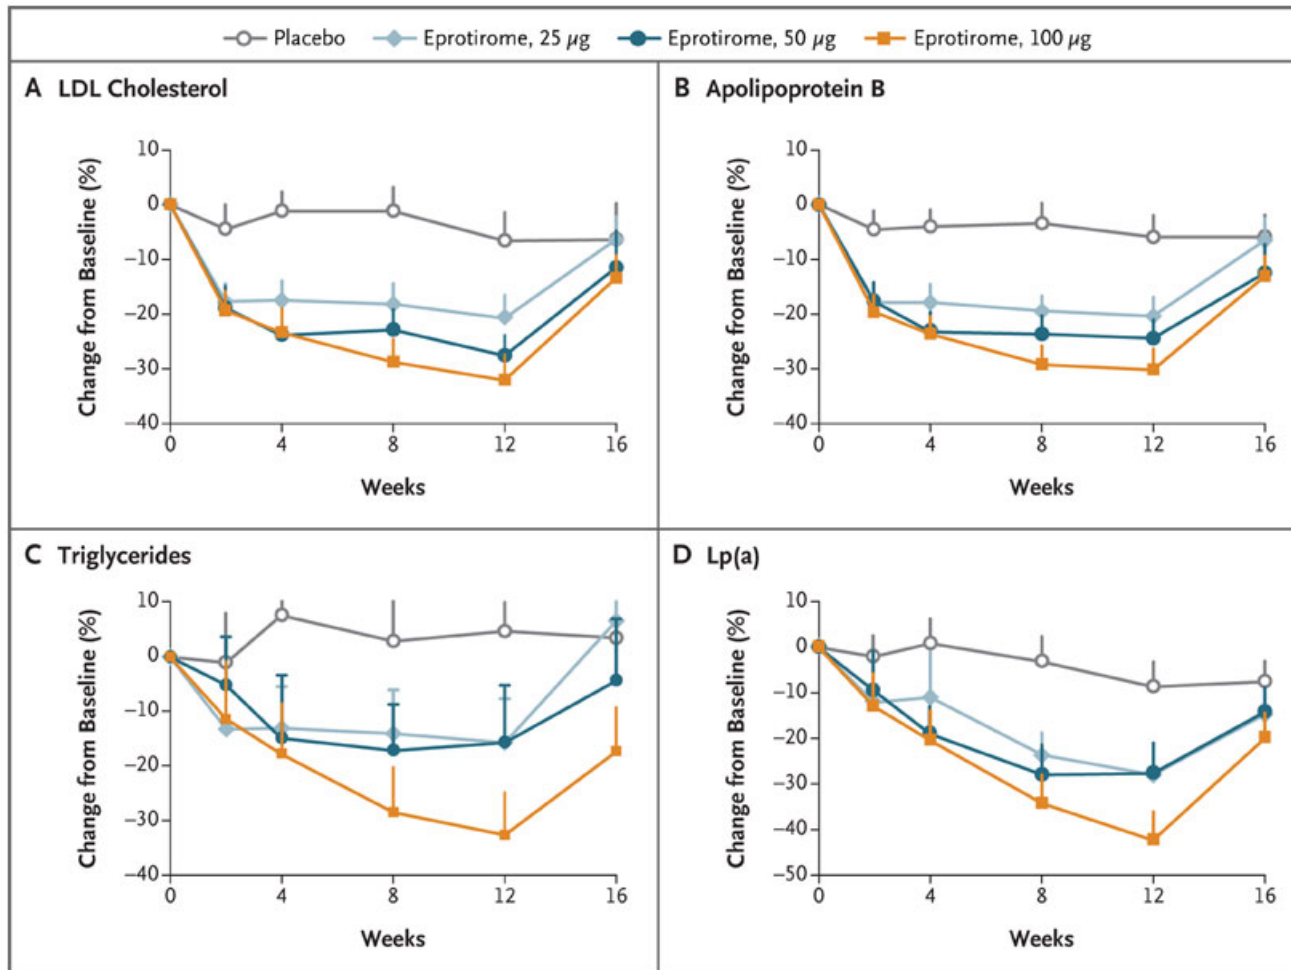 Placebo Eprotirome, 25 µg Eprotirome, 50 µg Eprotirome, 100 µg
A LDL Cholesterol
Change from Baseline (%)
10
0
−10
−20
−30
−40
0 4 8 12 16
Weeks
B Apolipoprotein B
Change from Baseline (%)
10
0
−10
−20
−30
−40
0 4 8 12 16
Weeks
C Triglycerides
Change from Baseline (%)
10
0
−10
−20
−30
−40
0 4 8 12 16
Weeks
D Lp(a)
Change from Baseline (%)
10
0
−10
−20
−30
−40
−50
0 4 8 12 16
Weeks